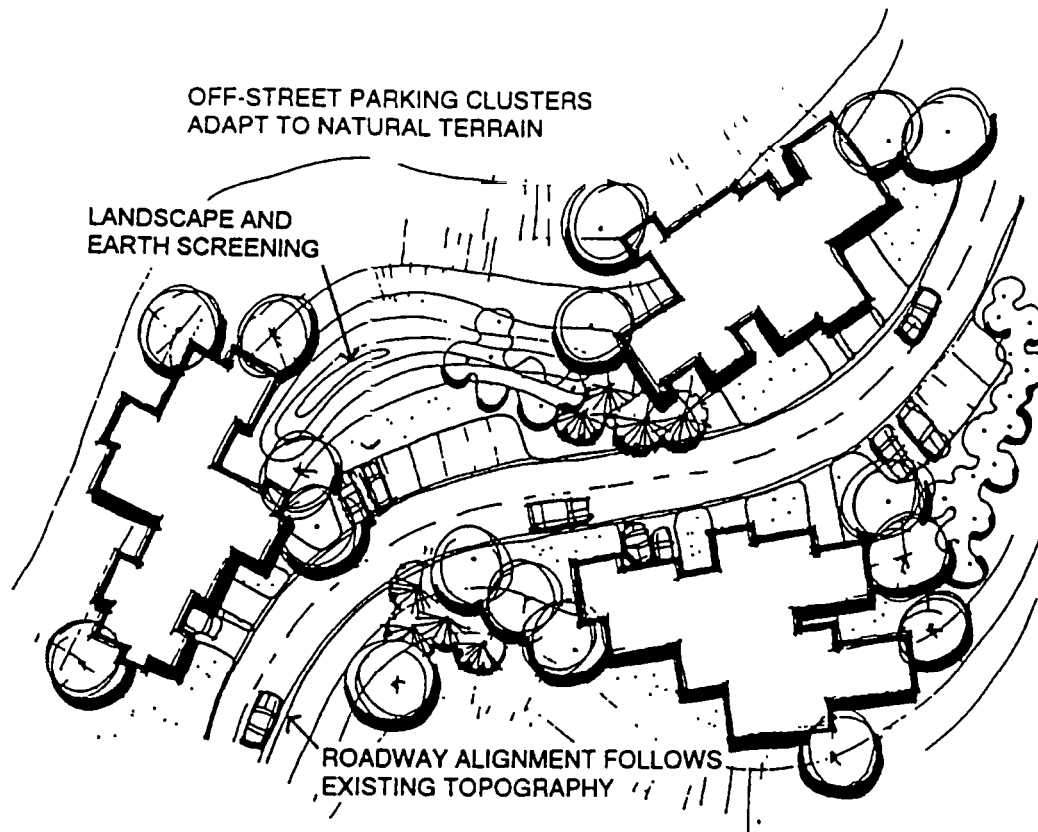 OFF-STREET PARKING CLUSTERS
ADAPT TO NATURAL TERRAIN
LANDSCAPE AND
EARTH SCREENING
ROADWAY ALIGNMENT FOLLOWS
EXISTING TOPOGRAPHY